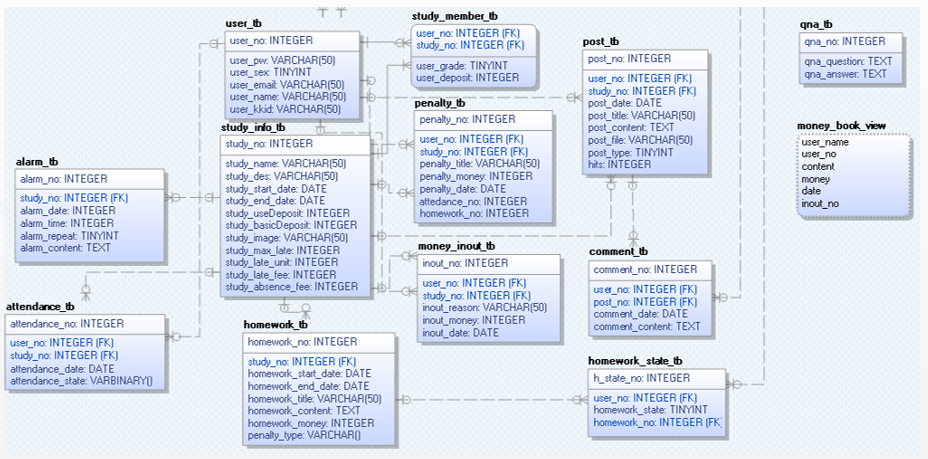 user_tb
user_no: INTEGER
user_pw: VARCHAR(50)
user_sex: TINYINT
user_email: VARCHAR(50)
user_name: VARCHAR(50)
user_kkid: VARCHAR(50)
study_member_tb
user_no: INTEGER (FK)
study_no: INTEGER (FK)
user_grade: TINYINT
user_deposit: INTEGER
post_tb
post_no: INTEGER
user_no: INTEGER (FK)
study_no: INTEGER (FK)
post_date: DATE
post_title: VARCHAR(50)
post_content: TEXT
post_file: VARCHAR(50)
post_type: TINYINT
hits: INTEGER
qna_tb
qna_no: INTEGER
qna_question: TEXT
qna_answer: TEXT
penalty_tb
penalty_no: INTEGER
user_no: INTEGER (FK)
study_no: INTEGER (FK)
penalty_title: VARCHAR(50)
penalty_money: INTEGER
penalty_date: DATE
attedance_no: INTEGER
homework_no: INTEGER
study_info_tb
study_no: INTEGER
study_name: VARCHAR(50)
study_des: VARCHAR(50)
study_start_date: DATE
study_end_date: DATE
study_useDeposit: INTEGER
study_basicDeposit: INTEGER
study_image: VARCHAR(50)
study_max_late: INTEGER
study_late_unit: INTEGER
study_late_fee: INTEGER
study_absence_fee: INTEGER
money_book_view
user_name
user_no
content
money
date
inout_no
alarm_tb
alarm_no: INTEGER
study_no: INTEGER (FK)
alarm_date: INTEGER
alarm_time: INTEGER
alarm_repeat: TINYINT
alarm_content: TEXT
money_inout_tb
inout_no: INTEGER
user_no: INTEGER (FK)
study_no: INTEGER (FK)
inout_reason: VARCHAR(50)
inout_money: INTEGER
inout_date: DATE
comment_tb
comment_no: INTEGER
user_no: INTEGER (FK)
post_no: INTEGER (FK)
comment_date: DATE
comment_content: TEXT
attendance_tb
attendance_no: INTEGER
user_no: INTEGER (FK)
study_no: INTEGER (FK)
attendance_date: DATE
attendance_state: VARBINARY()
homework_tb
homework_no: INTEGER
study_no: INTEGER (FK)
homework_start_date: DATE
homework_end_date: DATE
homework_title: VARCHAR(50)
homework_content: TEXT
homework_money: INTEGER
penalty_type: VARCHAR()
homework_state_tb
h_state_no: INTEGER
user_no: INTEGER (FK)
homework_state: TINYINT
homework_no: INTEGER (FK